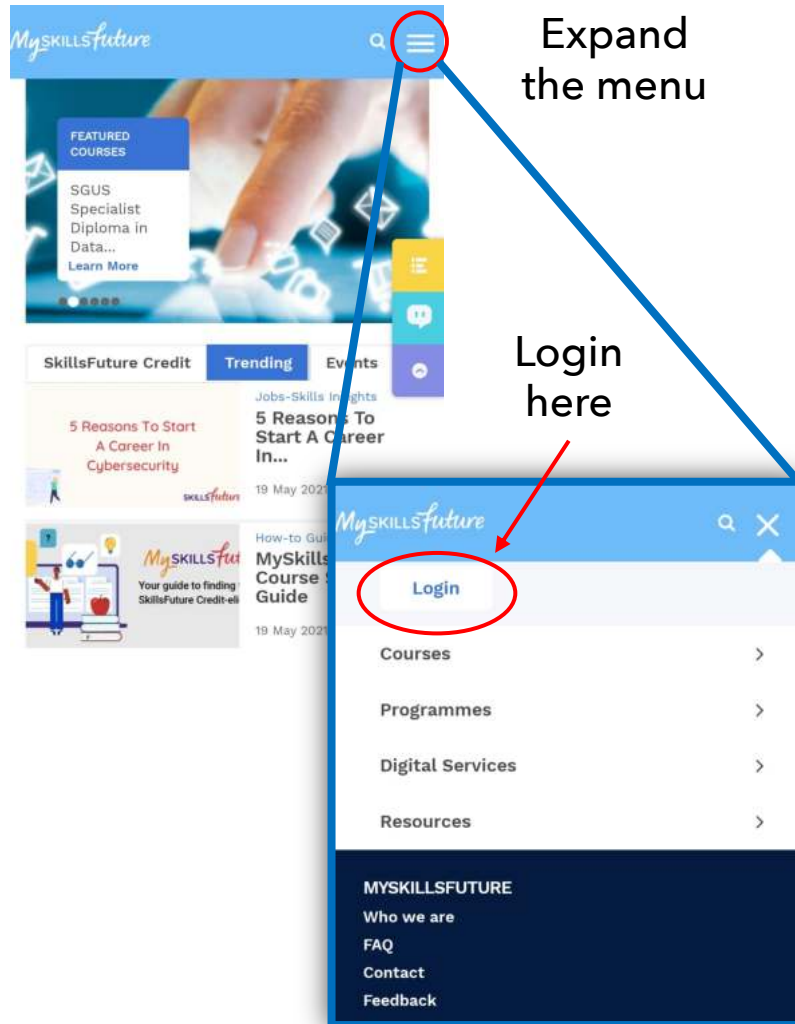 MySKILLSfuture
Expand
the menu
FEATURED
COURSES
SGUS
Specialist
Diploma in
Data...
Learn More
SkillsFuture Credit
Trending
Events
5 Reasons To Start
A Career In
Cybersecurity
SKILLSfuture
Jobs-Skills Insights
5 Reasons To
Start A Career
In...
19 May 2021
Login
here
MySKILLSfut
Your guide to finding
SkillsFuture Credit-eli
How-to Gui
MySkills
Course
Guide
19 May 2021
MySKILLSfuture
Login
Courses
Programmes
Digital Services
Resources
MYSKILLSFUTURE
Who we are
FAQ
Contact
Feedback